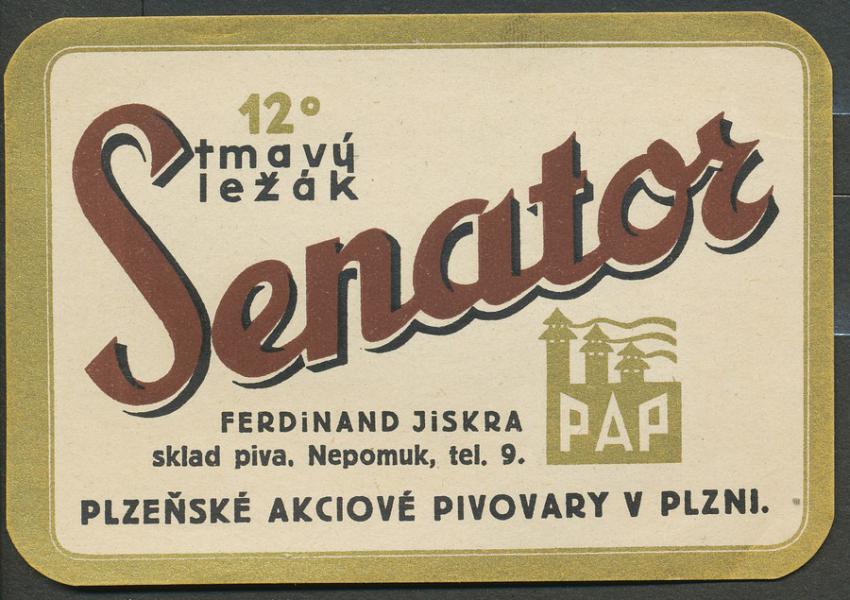 12°
tmavý
ležák
Senator
PAP
FERDiNAND JiSKRA
sklad piva. Nepomuk, tel. 9.
PLZEŇSKÉ AKCIOVÉ PIVOVARY V PLZNI.